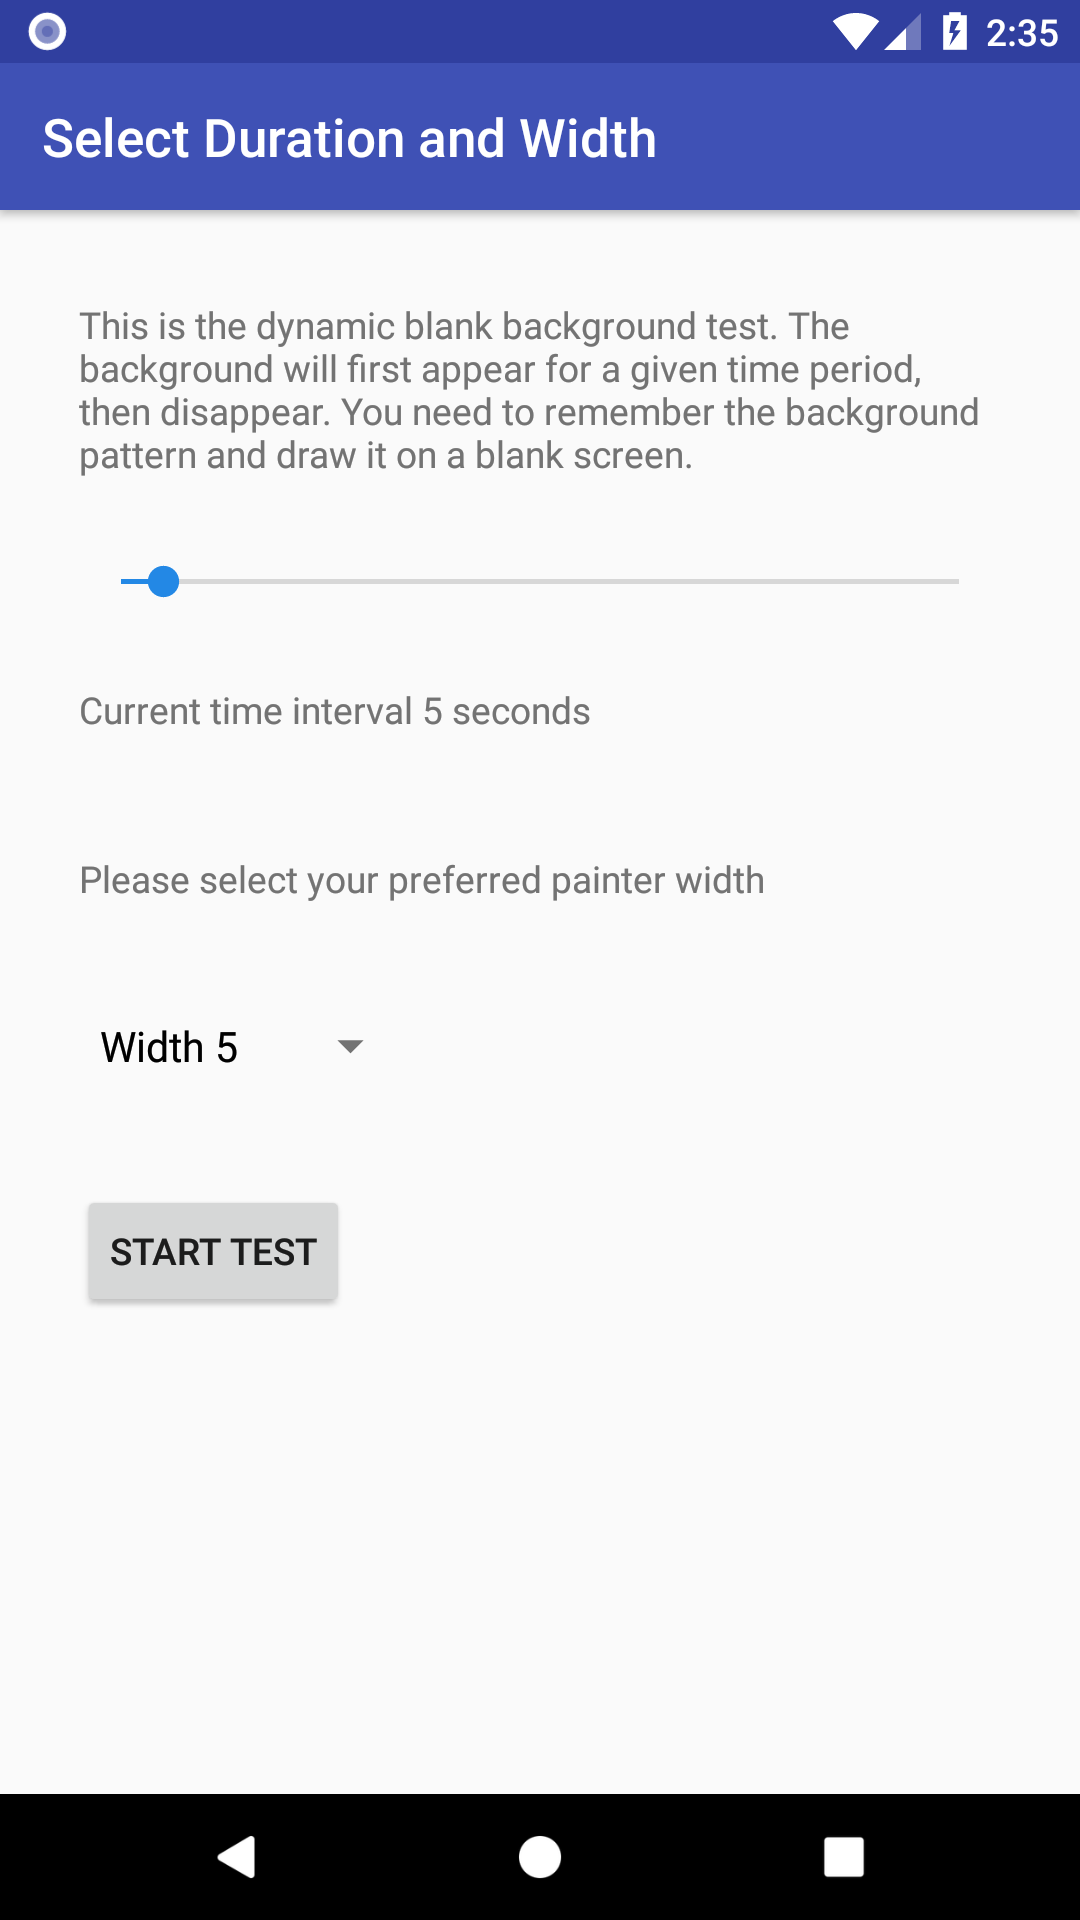 2:35
Select Duration and Width
This is the dynamic blank background test. The
background will first appear for a given time period,
then disappear. You need to remember the background
pattern and draw it on a blank screen.
Current time interval 5 seconds
Please select your preferred painter width
Width 5
START TEST